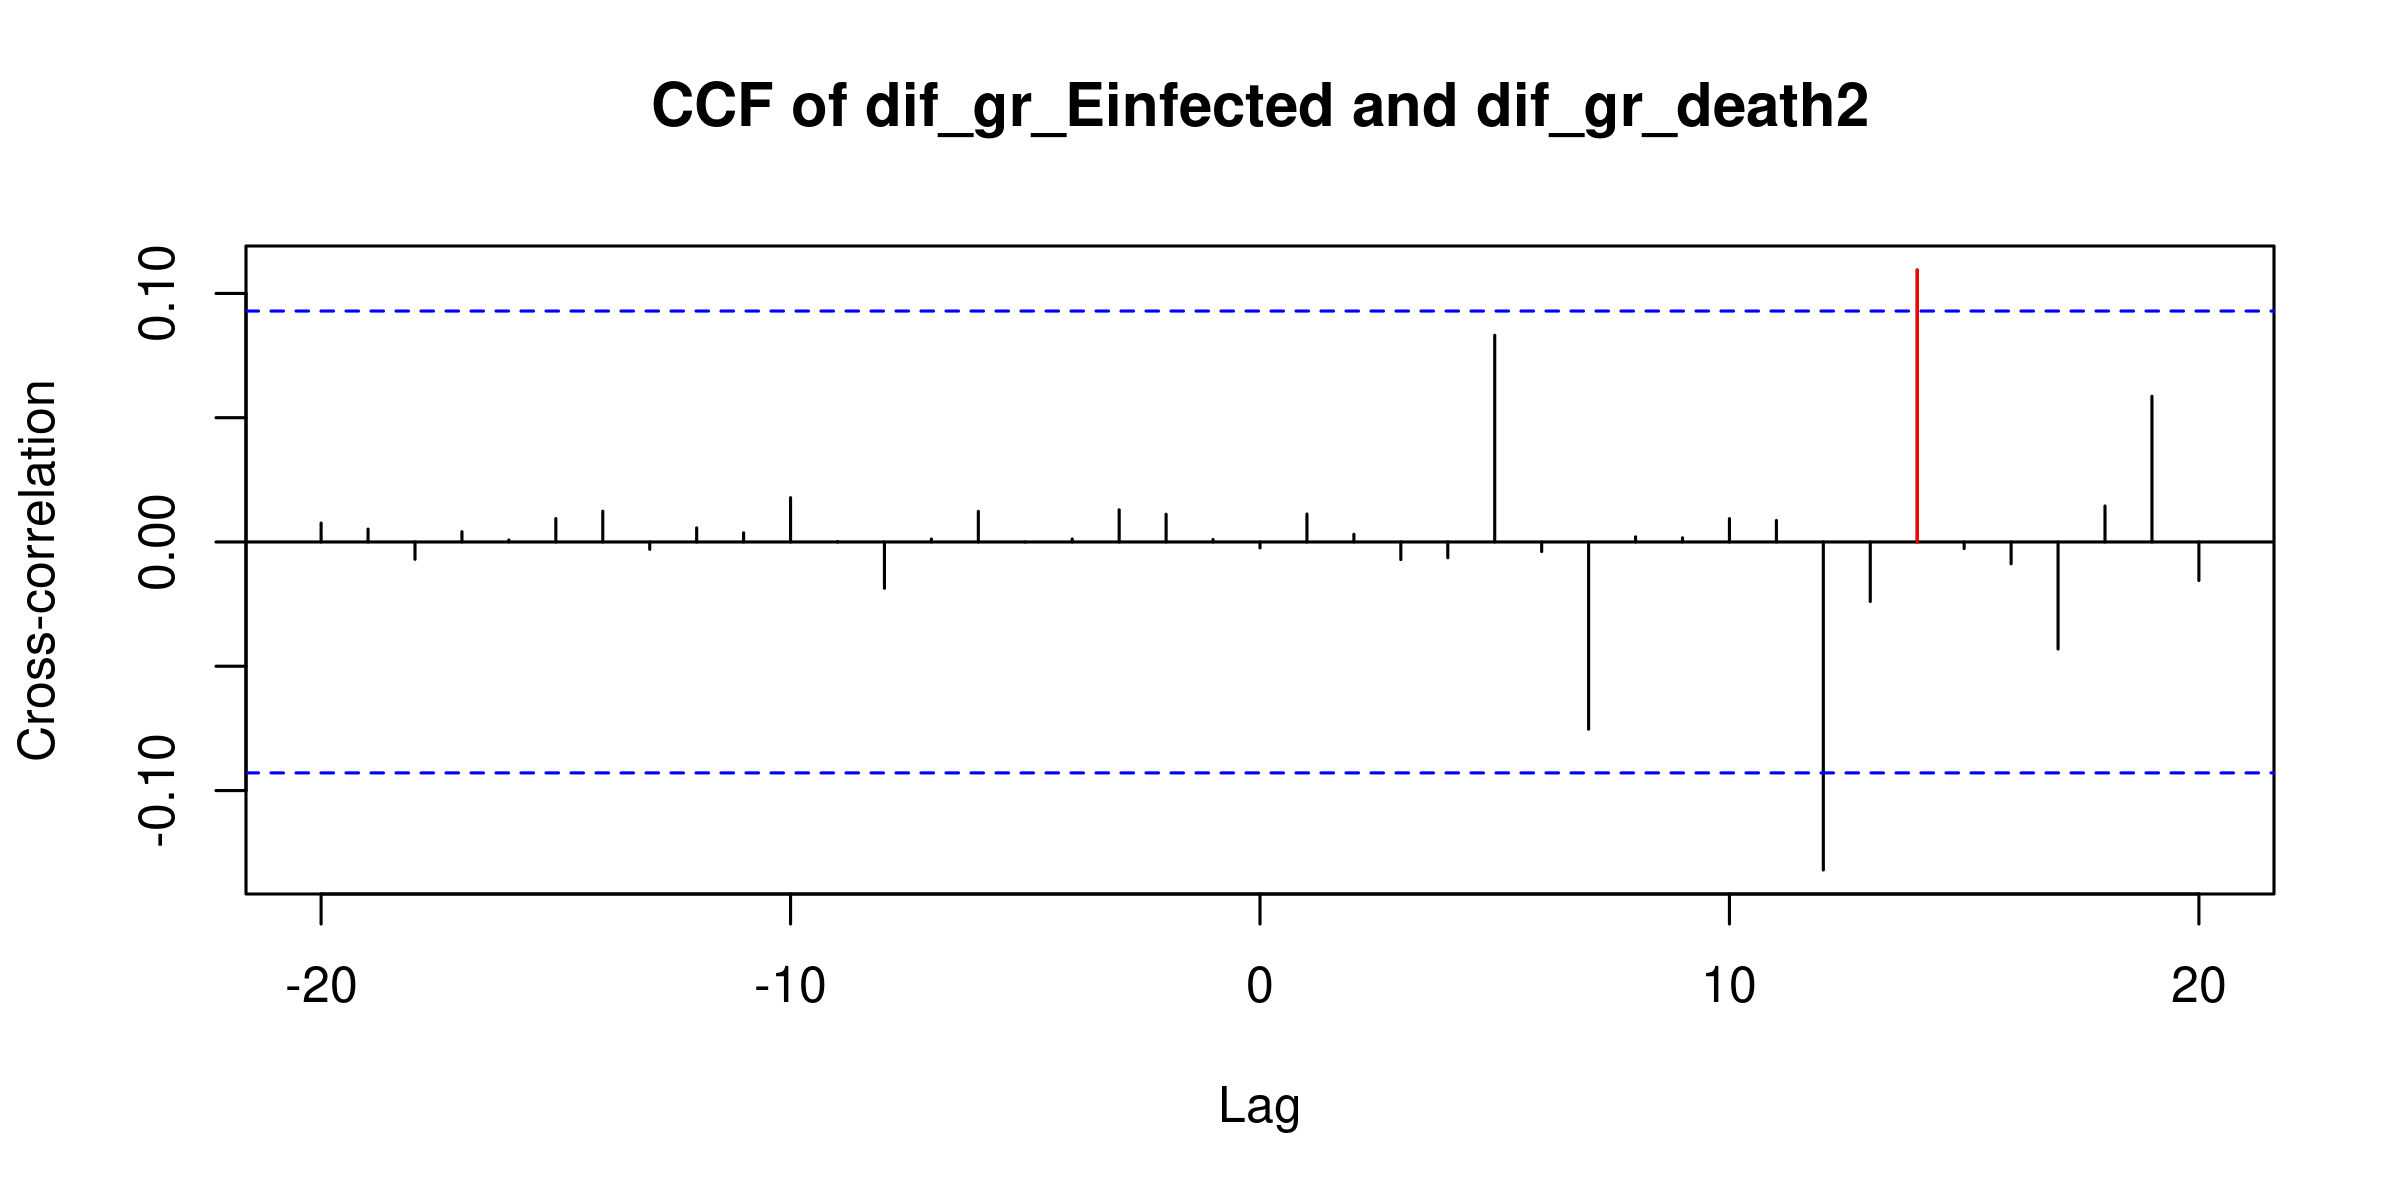 CCF of dif_gr_Einfected and dif_gr_death2
Cross-correlation
0.10
0.00
-0.10
-20 -10 0 10 20
Lag